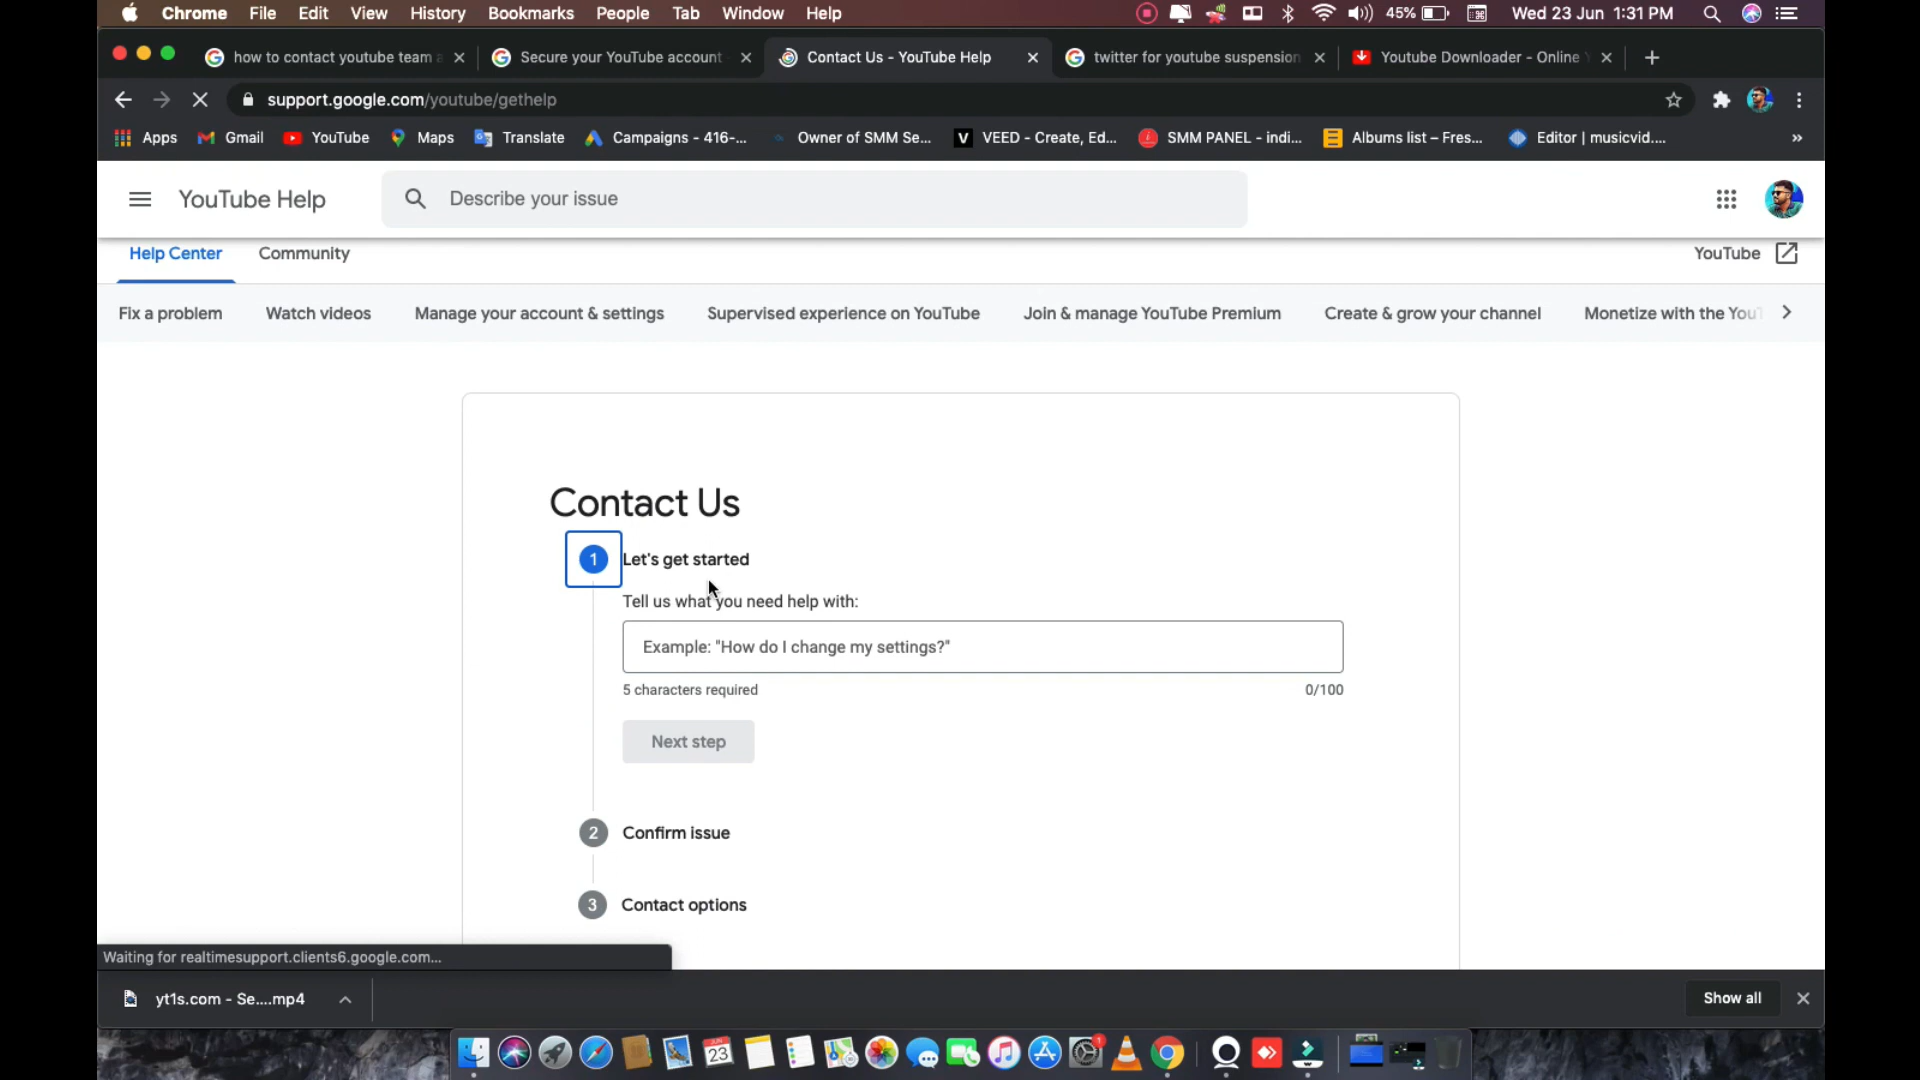 Chrome File Edit View History Bookmarks People Tab Window Help 45% Wed 23 Jun 1:31 PM
how to contact youtube team Secure your YouTube account Contact Us - YouTube Help twitter for youtube suspension Youtube Downloader - Online
support.google.com/youtube/gethelp
Apps Gmail YouTube Maps Translate Campaigns - 416-... Owner of SMM Se... VEED - Create, Ed... SMM PANEL - indi... Albums list – Fres... Editor | musicvid.... »
YouTube Help Describe your issue
Help Center Community YouTube
Fix a problem Watch videos Manage your account & settings Supervised experience on YouTube Join & manage YouTube Premium Create & grow your channel Monetize with the You
Contact Us
1 Let's get started
Tell us what you need help with:
Example: "How do I change my settings?"
5 characters required 0/100
Next step
2 Confirm issue
3 Contact options
Waiting for realtimesupport.clients6.google.com...
yt1s.com - Se....mp4 Show all
JUN
23
1